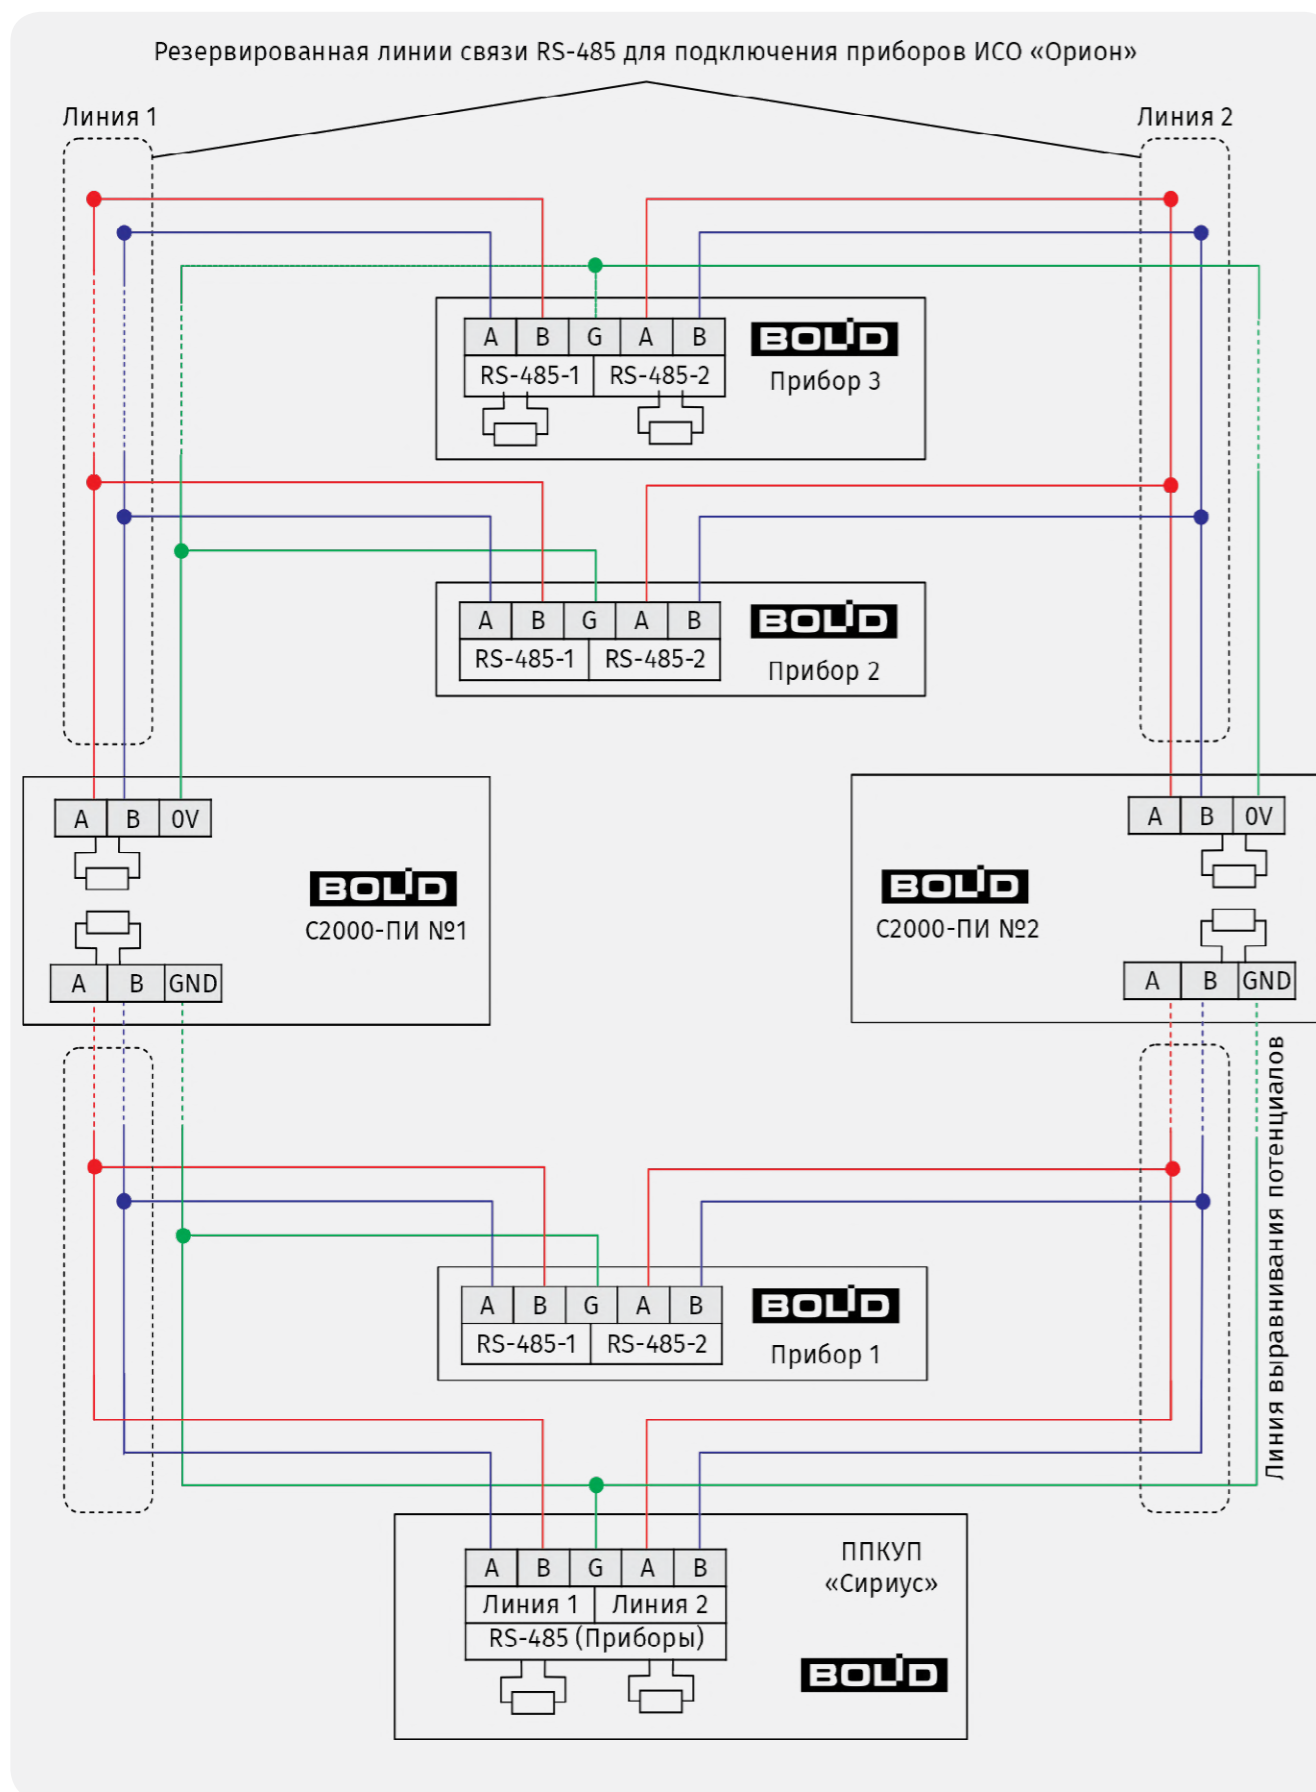 Резервированная линии связи RS-485 для подключения приборов ИСО «Орион»
Линия 1
Линия 2
A B G A B
RS-485-1 RS-485-2
BOLID
Прибор 3
A B G A B
RS-485-1 RS-485-2
BOLID
Прибор 2
A B 0V
BOLID
С2000-ПИ №1
A B GND
A B 0V
BOLID
С2000-ПИ №2
A B GND
Линия выравнивания потенциалов
A B G A B
RS-485-1 RS-485-2
BOLID
Прибор 1
A B G A B
Линия 1 Линия 2
RS-485 (Приборы)
ППКУП
«Сириус»
BOLID